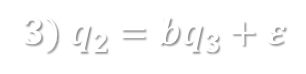 3) q₂ = bq₃ + ε